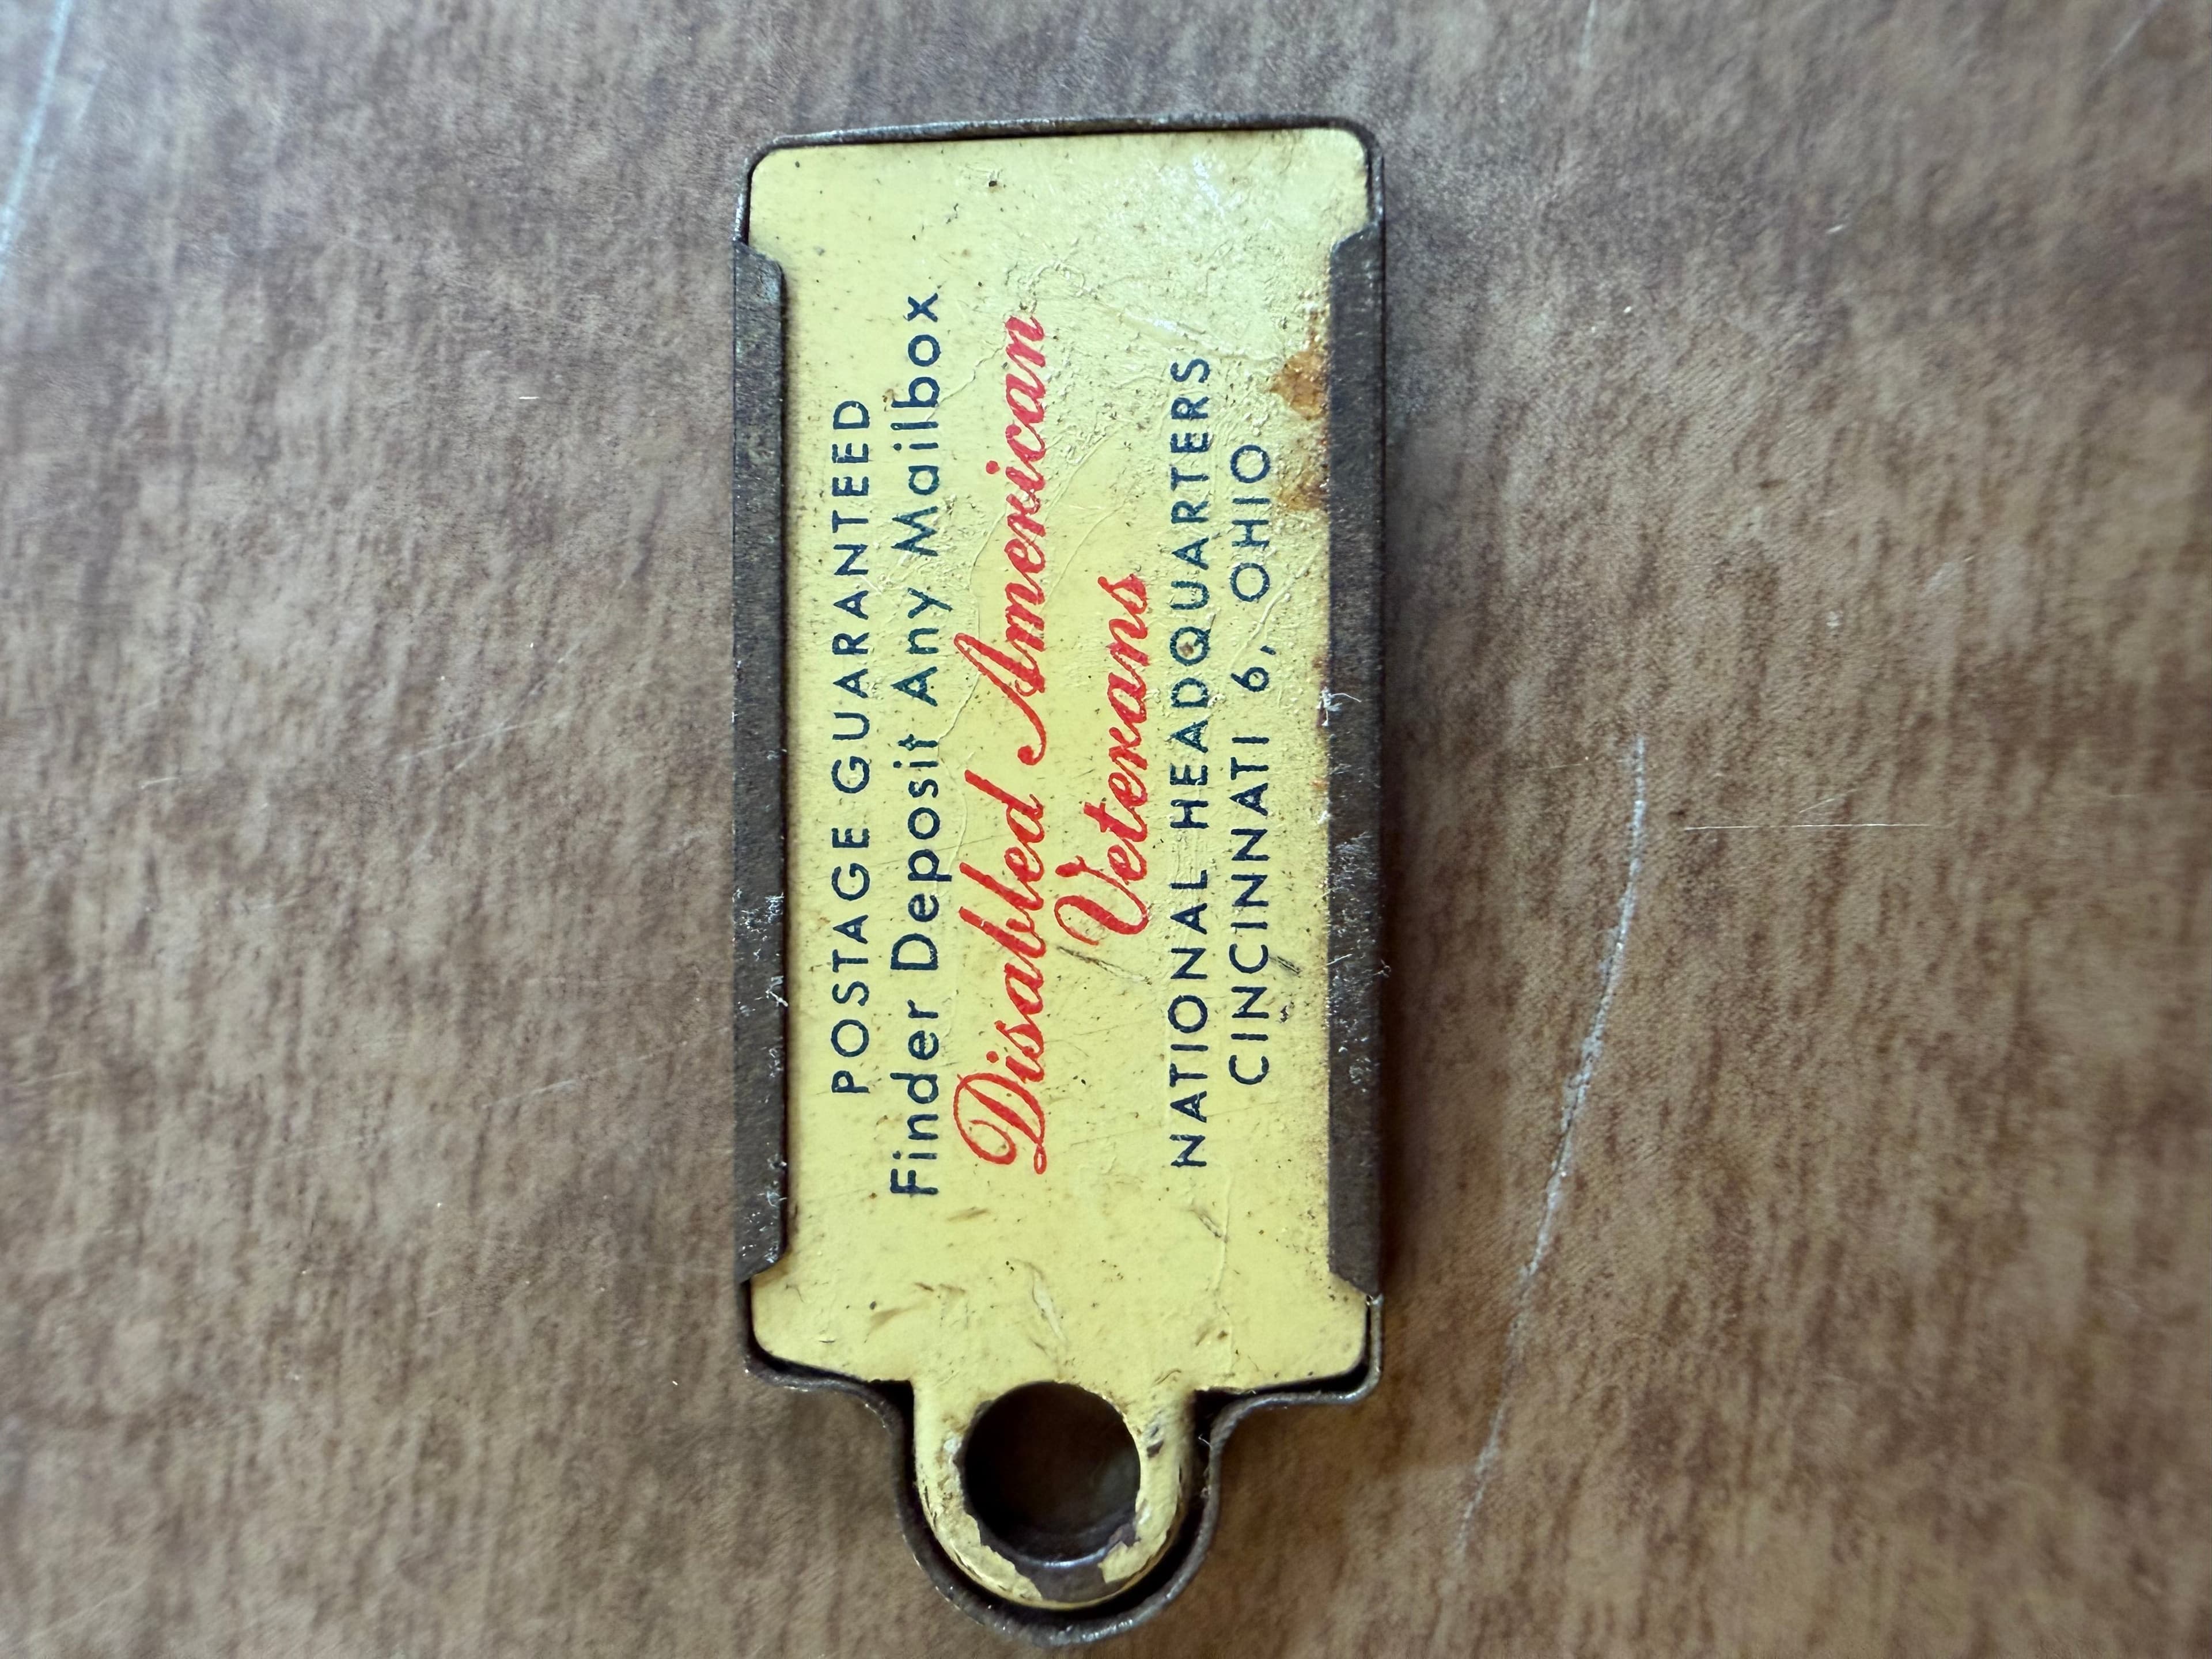 POSTAGE GUARANTEED
Finder Deposit Any Mailbox
Disabled American
Veterans
NATIONAL HEADQUARTERS
CINCINNATI 6, OHIO